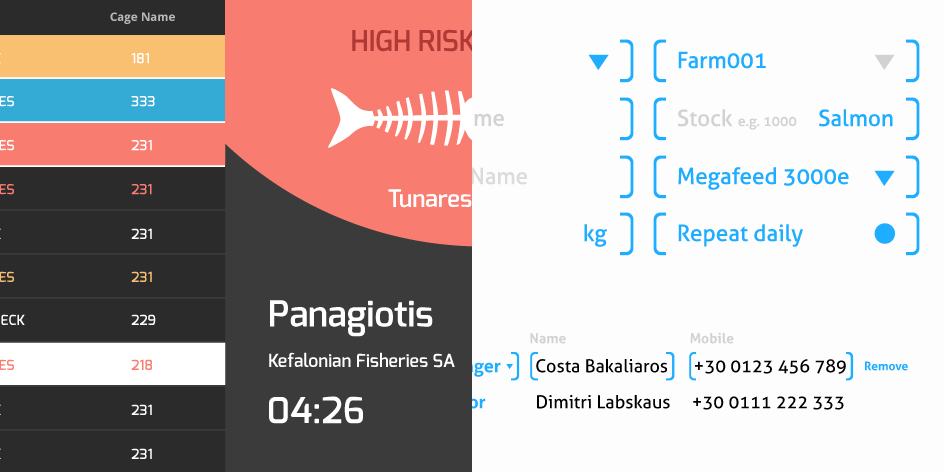 Cage Name
181
ES 333
ES 231
ES 231
231
ES 231
ECK 229
ES 218
231
231
HIGH RISK
Tunares
Panagiotis
Kefalonian Fisheries SA
04:26
Farm001
me
Stock e.g. 1000 Salmon
Name
Megafeed 3000e
kg
Repeat daily
Name Mobile
ger Costa Bakaliaros +30 0123 456 789 Remove
or Dimitri Labskaus +30 0111 222 333